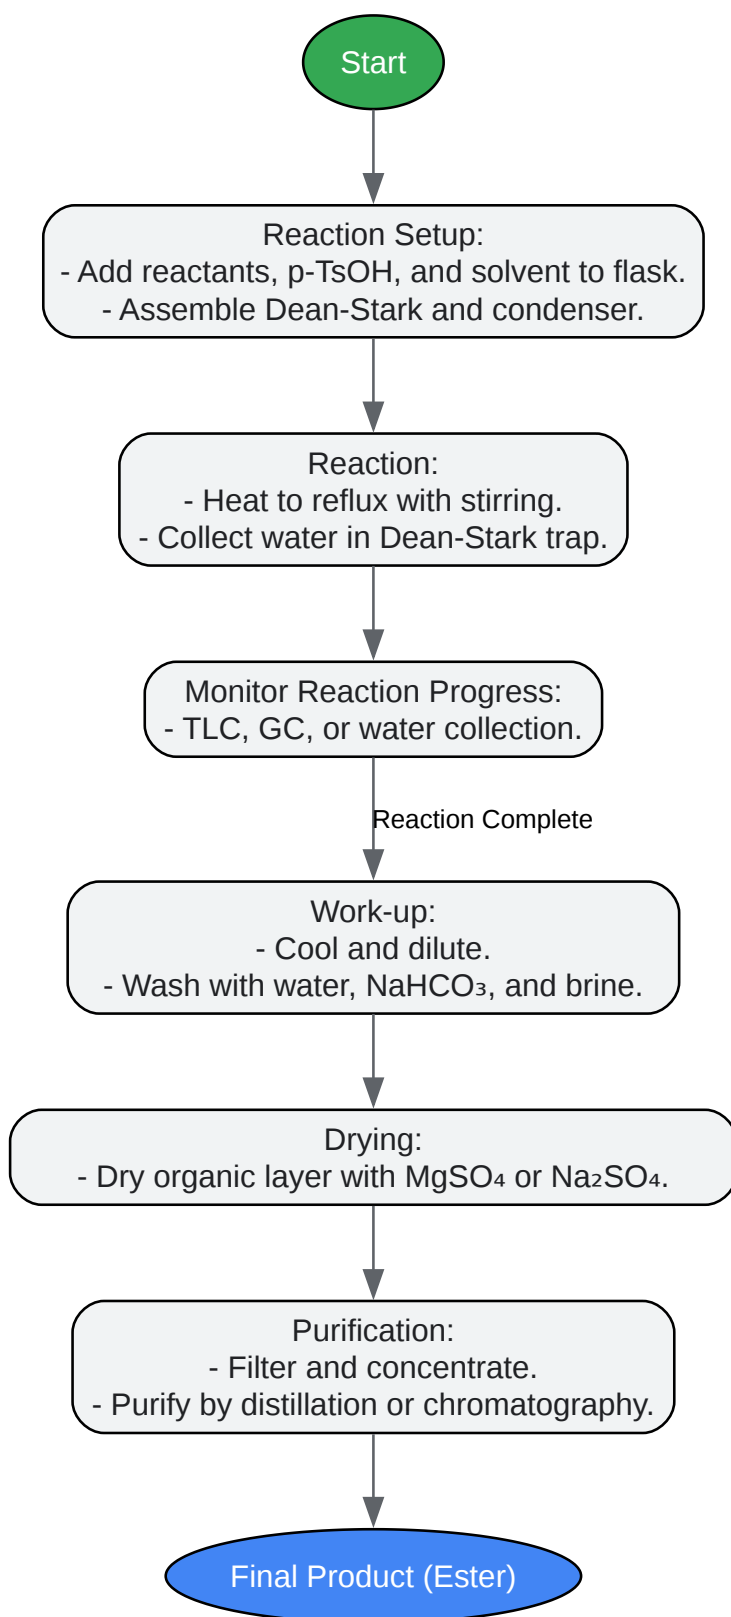 Start
Reaction Setup:
- Add reactants, p-TsOH, and solvent to flask.
- Assemble Dean-Stark and condenser.
Reaction:
- Heat to reflux with stirring.
- Collect water in Dean-Stark trap.
Monitor Reaction Progress:
- TLC, GC, or water collection.
Reaction Complete
Work-up:
- Cool and dilute.
- Wash with water, NaHCO₃, and brine.
Drying:
- Dry organic layer with MgSO₄ or Na₂SO₄.
Purification:
- Filter and concentrate.
- Purify by distillation or chromatography.
Final Product (Ester)